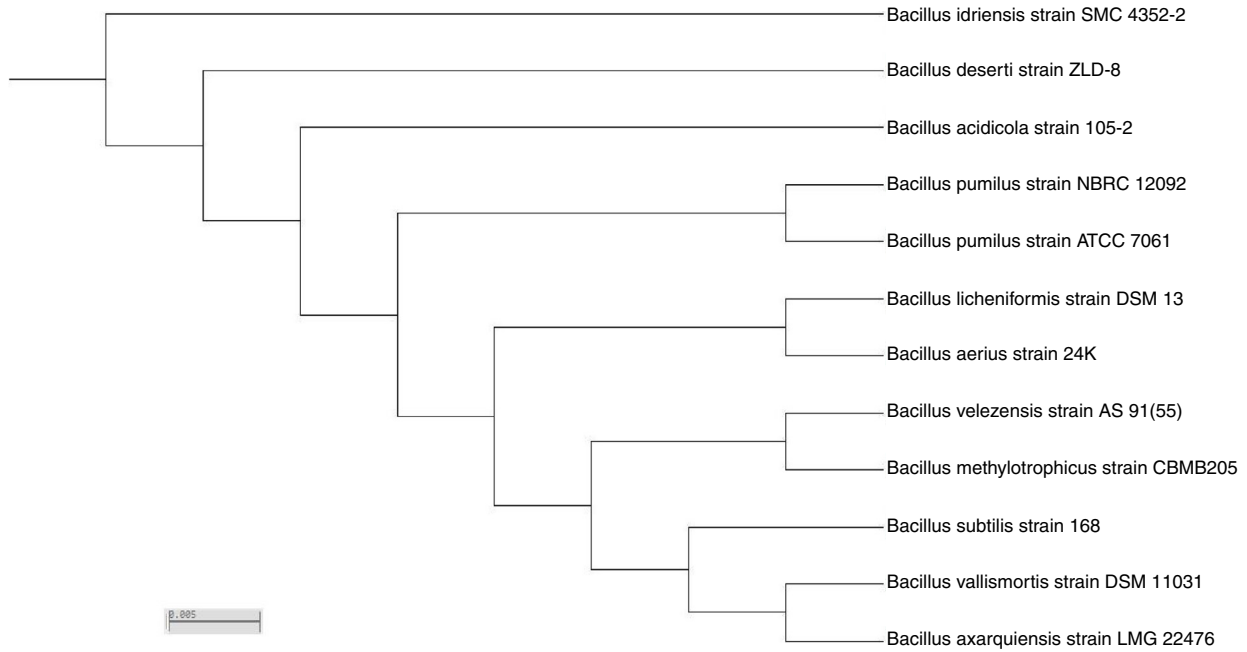 Bacillus idriensis strain SMC 4352-2
Bacillus deserti strain ZLD-8
Bacillus acidicola strain 105-2
Bacillus pumilus strain NBRC 12092
Bacillus pumilus strain ATCC 7061
Bacillus licheniformis strain DSM 13
Bacillus aerius strain 24K
Bacillus velezensis strain AS 91(55)
Bacillus methylotrophicus strain CBMB205
Bacillus subtilis strain 168
Bacillus vallismortis strain DSM 11031
0.005
Bacillus axarquiensis strain LMG 22476